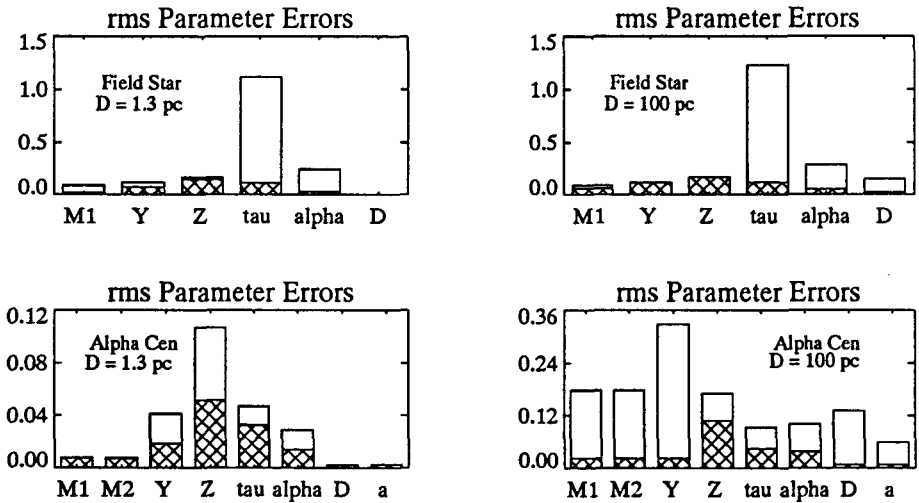 rms Parameter Errors
1.5
1.0
0.5
0.0
Field Star
D = 1.3 pc
M1 Y Z tau alpha D
rms Parameter Errors
1.5
1.0
0.5
0.0
Field Star
D = 100 pc
M1 Y Z tau alpha D
rms Parameter Errors
0.12
0.08
0.04
0.00
Alpha Cen
D = 1.3 pc
M1 M2 Y Z tau alpha D a
rms Parameter Errors
0.36
0.24
0.12
0.00
Alpha Cen
D = 100 pc
M1 M2 Y Z tau alpha D a